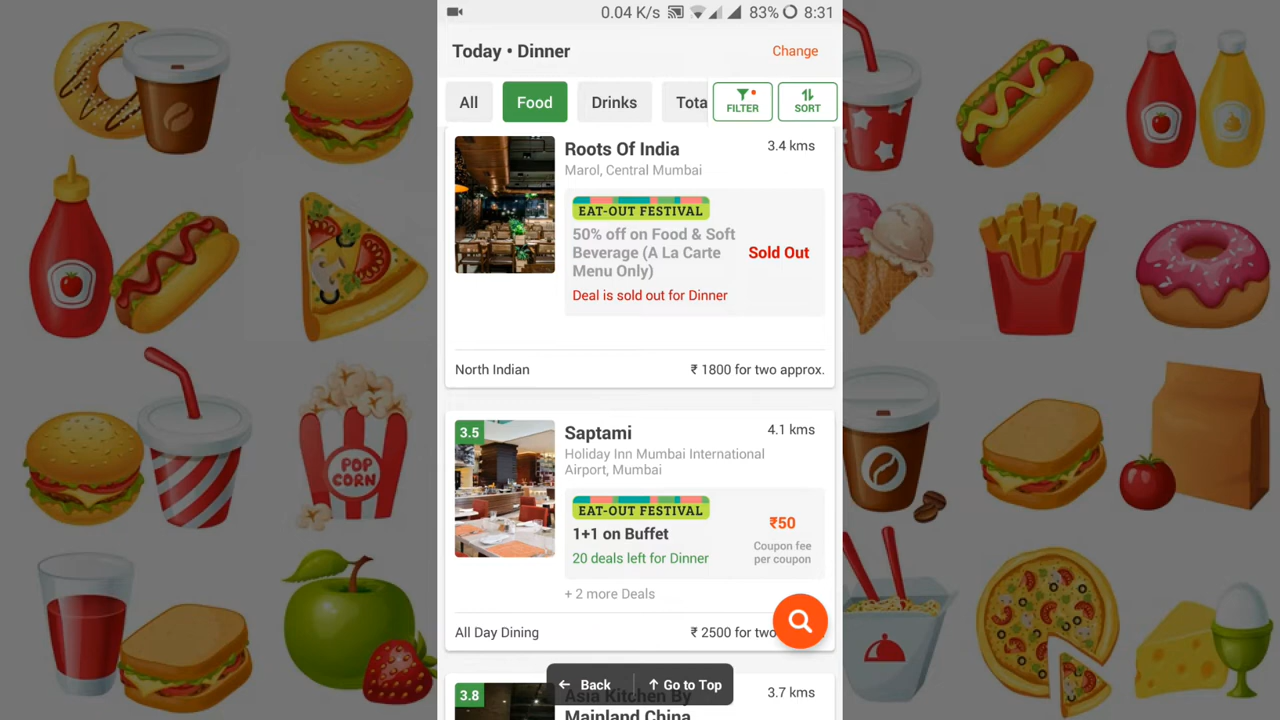 0.04 K/s 83% 8:31
Today • Dinner Change
All Food Drinks Tota FILTER SORT
Roots Of India 3.4 kms
Marol, Central Mumbai
EAT-OUT FESTIVAL
50% off on Food & Soft
Beverage (A La Carte
Menu Only)
Sold Out
Deal is sold out for Dinner
North Indian ₹ 1800 for two approx.
3.5 Saptami 4.1 kms
Holiday Inn Mumbai International
Airport, Mumbai
EAT-OUT FESTIVAL
1+1 on Buffet
20 deals left for Dinner
₹50
Coupon fee
per coupon
+ 2 more Deals
All Day Dining ₹ 2500 for two
← Back ↑ Go to Top
3.8 Asia Kitchen By 3.7 kms
Mainland China
POP
CORN